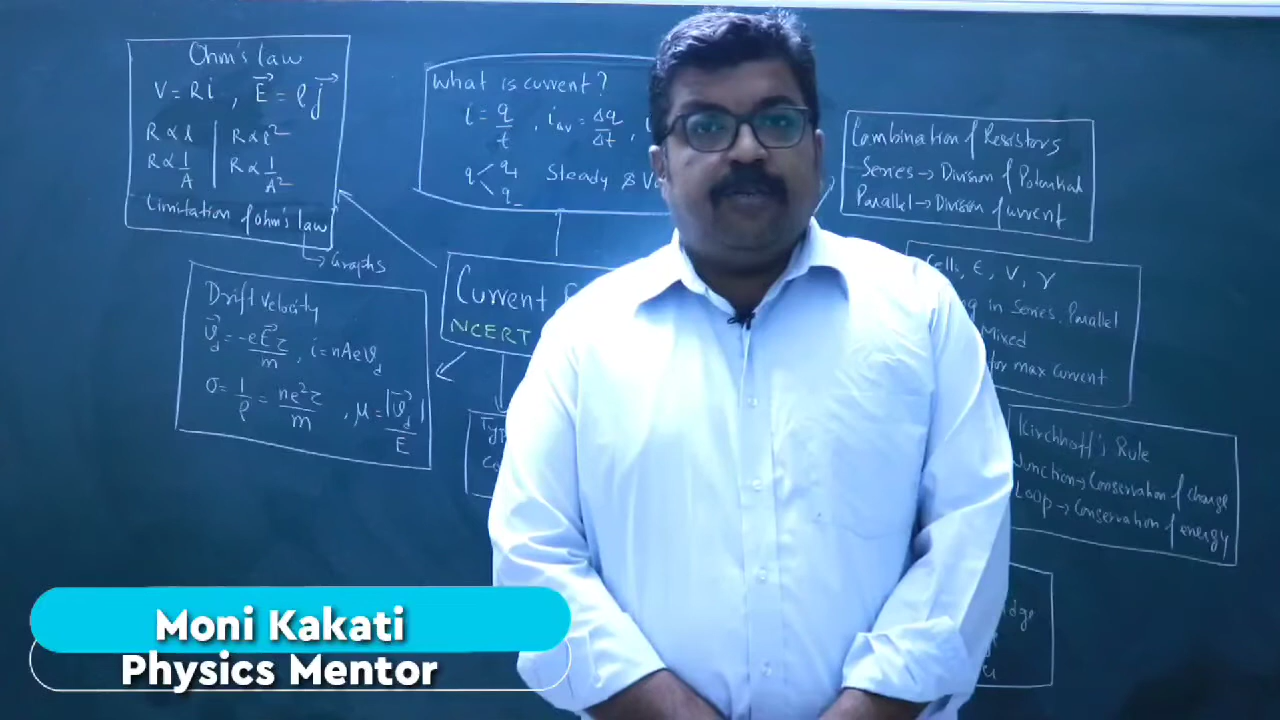 Ohm's law
V = Ri , E⃗ = ρj⃗
R ∝ l | R ∝ l²
R ∝ 1/A | R ∝ 1/A²
Limitation of ohm's law
→ Graphs
What is current?
i = q/t , i_av = Δq/Δt ,
q q+ q- Steady &
Combination of Resistors
Series → Division of Potential
Parallel → Division of current
Current
NCERT
Drift velocity
v⃗_d = -eE⃗τ/m , i = nAev_d
σ = 1/ρ = ne²τ/m , μ = |v⃗_d|/E
Cells, ε, V, r
in Series, Parallel
Mixed
for max current
Kirchhoff's Rule
Junction → Conservation of charge
Loop → Conservation of energy
Moni Kakati
Physics Mentor